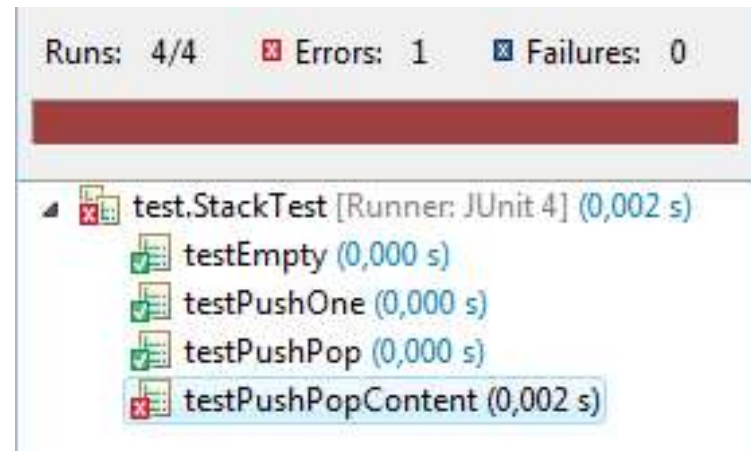 Runs: 4/4 Errors: 1 Failures: 0
test.StackTest [Runner: JUnit 4] (0,002 s)
testEmpty (0,000 s)
testPushOne (0,000 s)
testPushPop (0,000 s)
testPushPopContent (0,002 s)